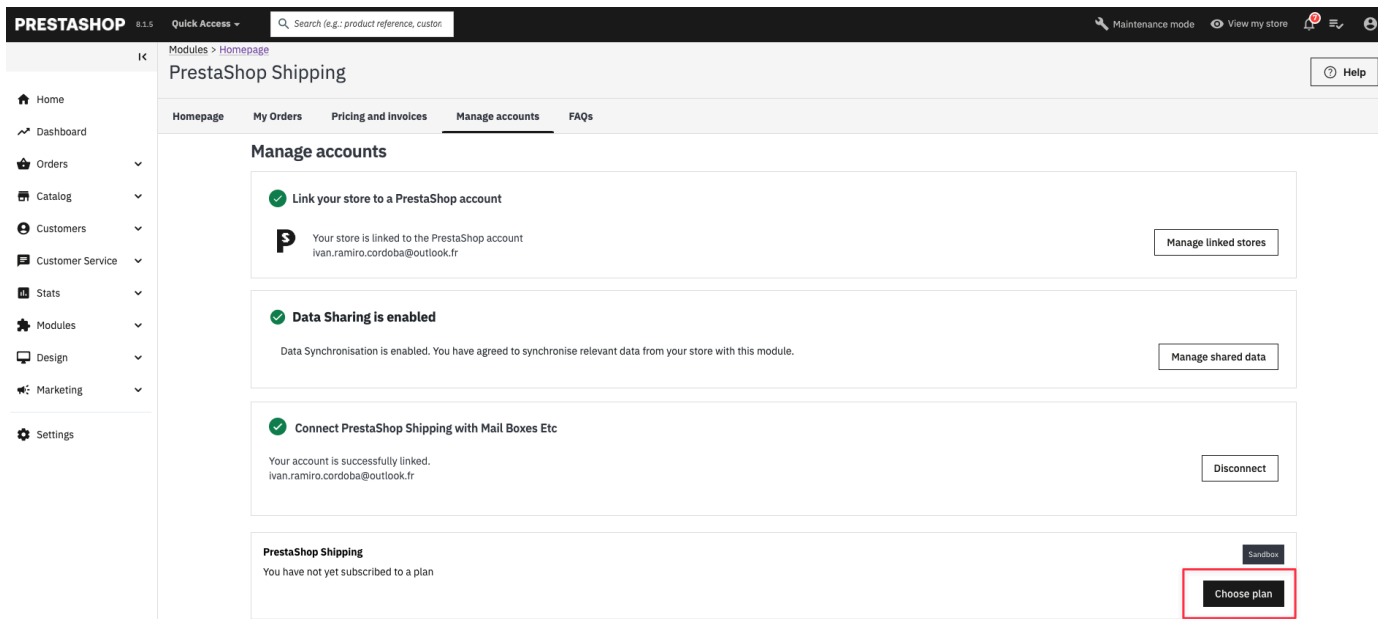 PRESTASHOP 8.1.5 Quick Access Search (e.g.: product reference, custor. Maintenance mode View my store 7
Modules > Homepage
PrestaShop Shipping
Help
Homepage My Orders Pricing and invoices Manage accounts FAQs
Home
Dashboard
Orders
Catalog
Customers
Customer Service
Stats
Modules
Design
Marketing
Settings
Manage accounts
Link your store to a PrestaShop account
Your store is linked to the PrestaShop account
ivan.ramiro.cordoba@outlook.fr
Manage linked stores
Data Sharing is enabled
Data Synchronisation is enabled. You have agreed to synchronise relevant data from your store with this module.
Manage shared data
Connect PrestaShop Shipping with Mail Boxes Etc
Your account is successfully linked.
ivan.ramiro.cordoba@outlook.fr
Disconnect
PrestaShop Shipping
Sandbox
You have not yet subscribed to a plan
Choose plan